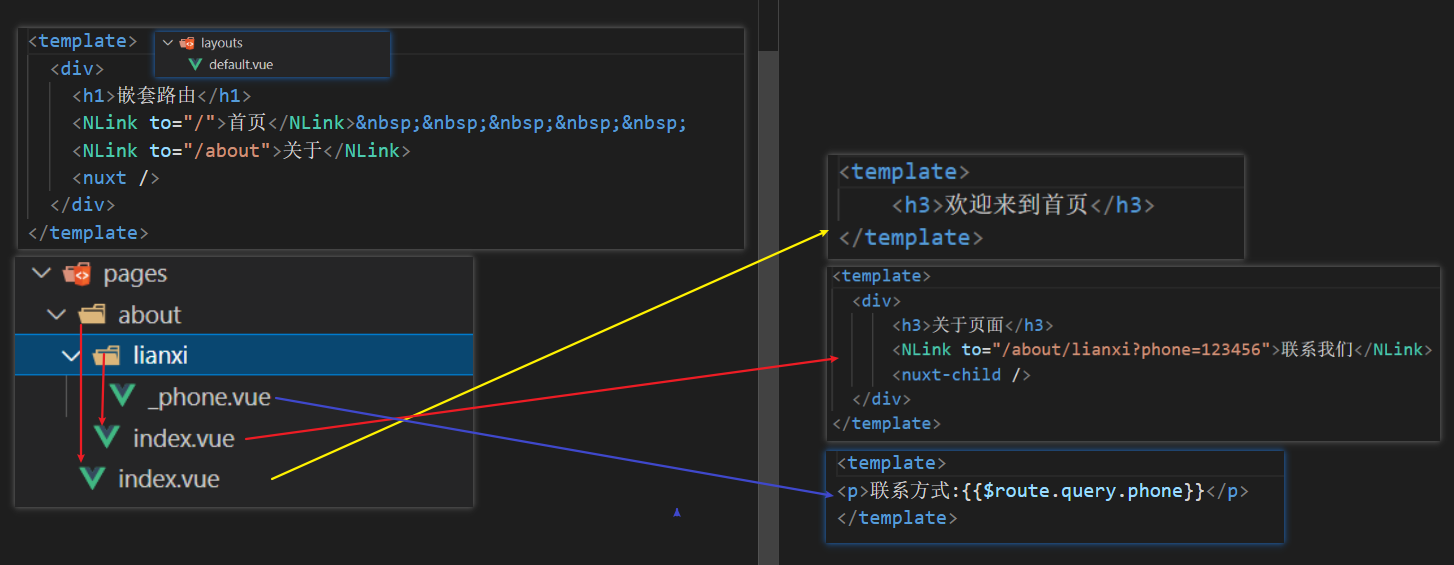 <template>
layouts
default.vue
<div>
<h1>嵌套路由</h1>
<NLink to="/">首页</NLink>&nbsp;&nbsp;&nbsp;&nbsp;&nbsp;
<NLink to="/about">关于</NLink>
<nuxt />
</div>
</template>
pages
about
lianxi
_phone.vue
index.vue
index.vue
<template>
<h3>欢迎来到首页</h3>
</template>
<template>
<div>
<h3>关于页面</h3>
<NLink to="/about/lianxi?phone=123456">联系我们</NLink>
<nuxt-child />
</div>
</template>
<template>
<p>联系方式:{{$route.query.phone}}</p>
</template>